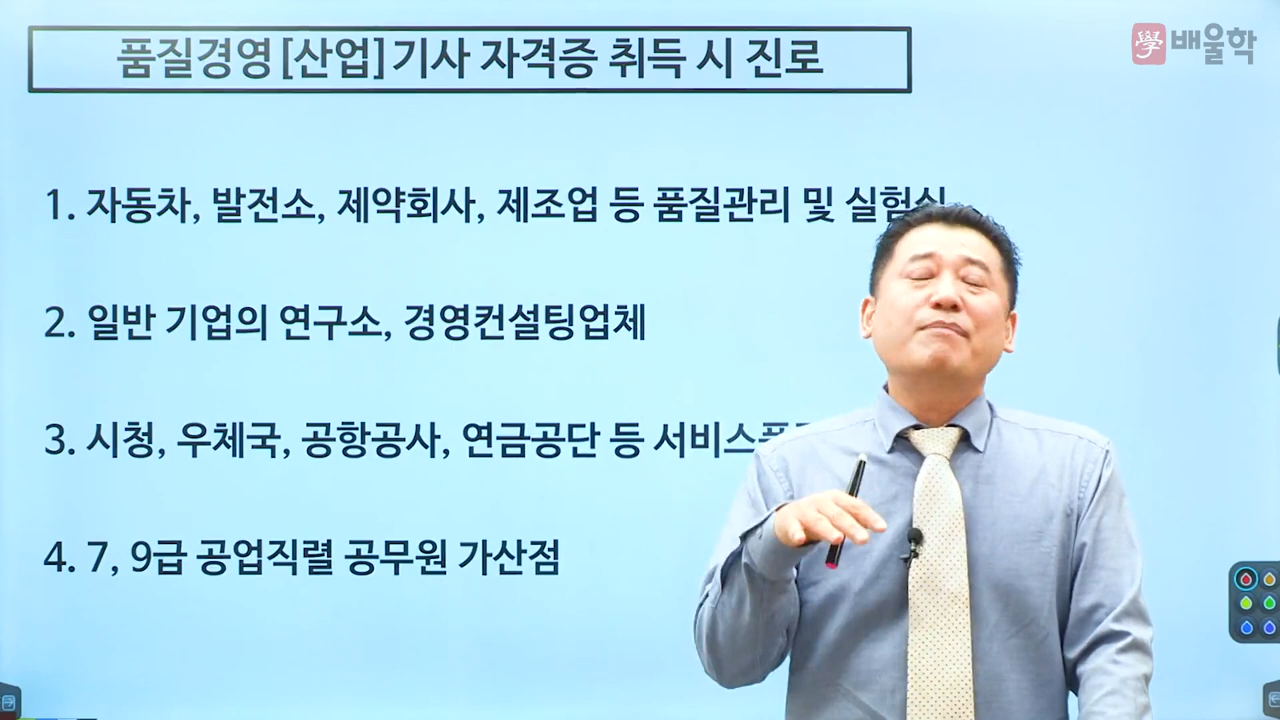 품질경영[산업]기사 자격증 취득 시 진로
學 배울학
1. 자동차, 발전소, 제약회사, 제조업 등 품질관리 및 실험실
2. 일반 기업의 연구소, 경영컨설팅업체
3. 시청, 우체국, 공항공사, 연금공단 등
4. 7, 9급 공업직렬 공무원 가산점